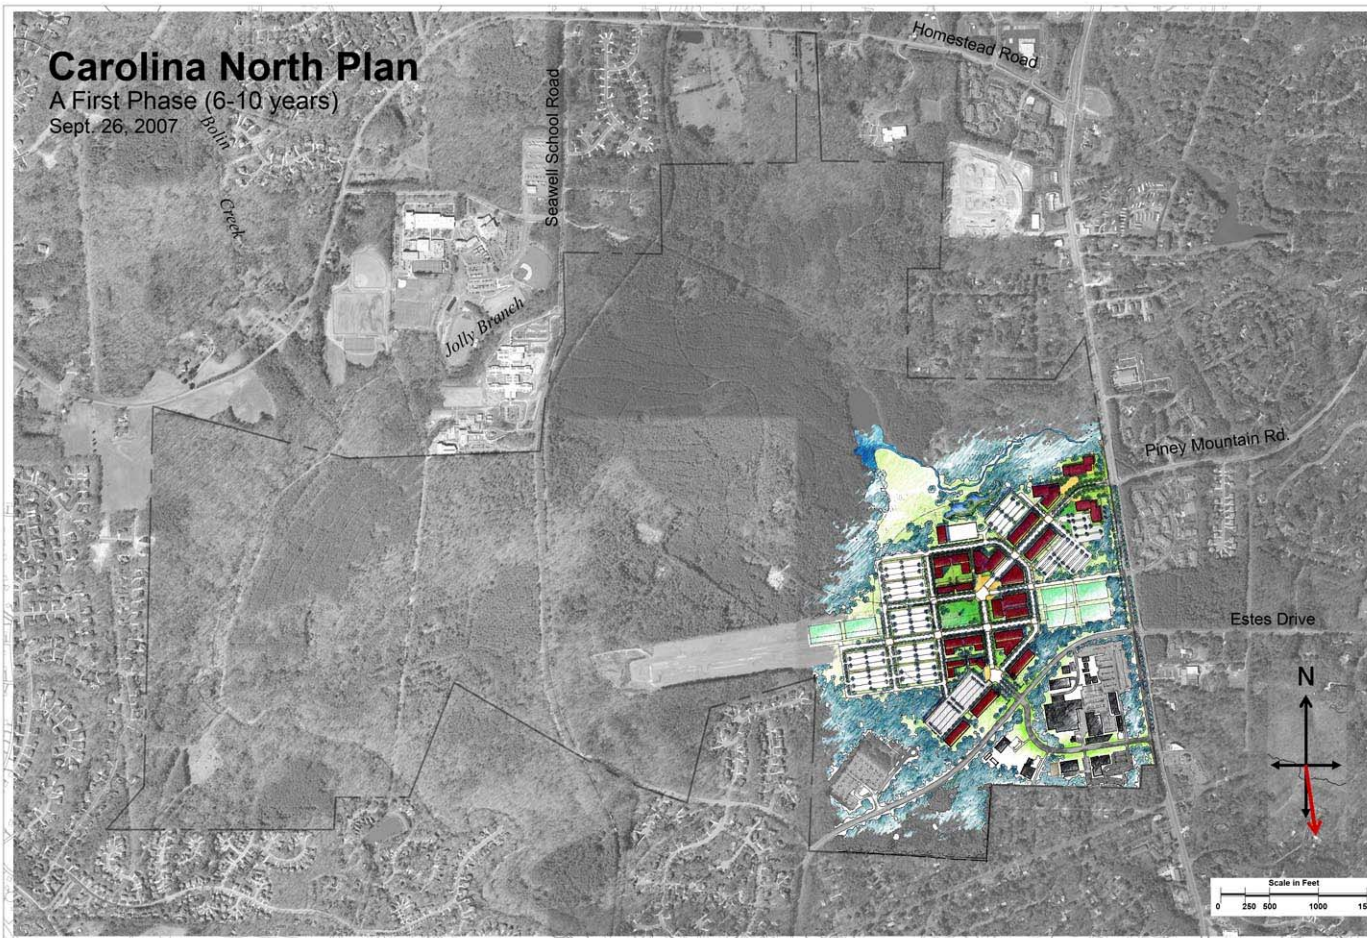 Carolina North Plan
A First Phase (6-10 years)
Sept. 26, 2007
Bolin
Creek
Seawell School Road
Homestead Road
Jolly Branch
Piney Mountain Rd.
Estes Drive
N
Scale in Feet
0 250 500 1000